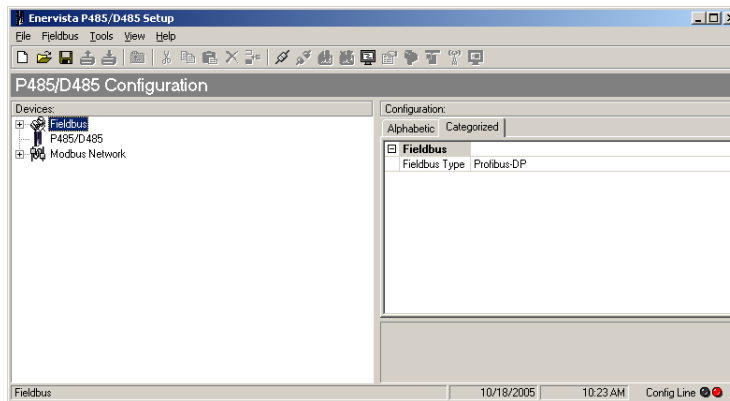 Enervista P485/D485 Setup
File Fieldbus Tools View Help
P485/D485 Configuration
Devices:
Fieldbus
P485/D485
Modbus Network
Configuration:
Alphabetic Categorized
Fieldbus
Fieldbus Type Profibus-DP
Fieldbus 10/18/2005 10:23 AM Config Line